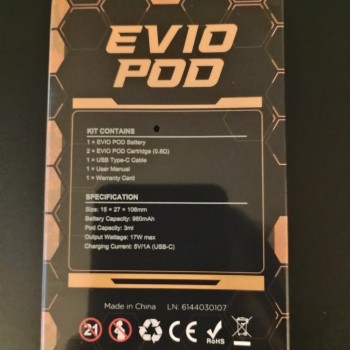 EVIO
POD
KIT CONTAINS
1 × EVIO POD Battery
2 × EVIO POD Cartridge (0.8Ω)
1 × USB Type-C Cable
1 × User Manual
1 × Warranty Card
SPECIFICATION
Size: 15 × 27 × 106mm
Battery Capacity: 960mAh
Pod Capacity: 3ml
Output Wattage: 17W max
Charging Current: 5V/1A (USB-C)
Made in China LN: 6144030107
21 CE RoHS